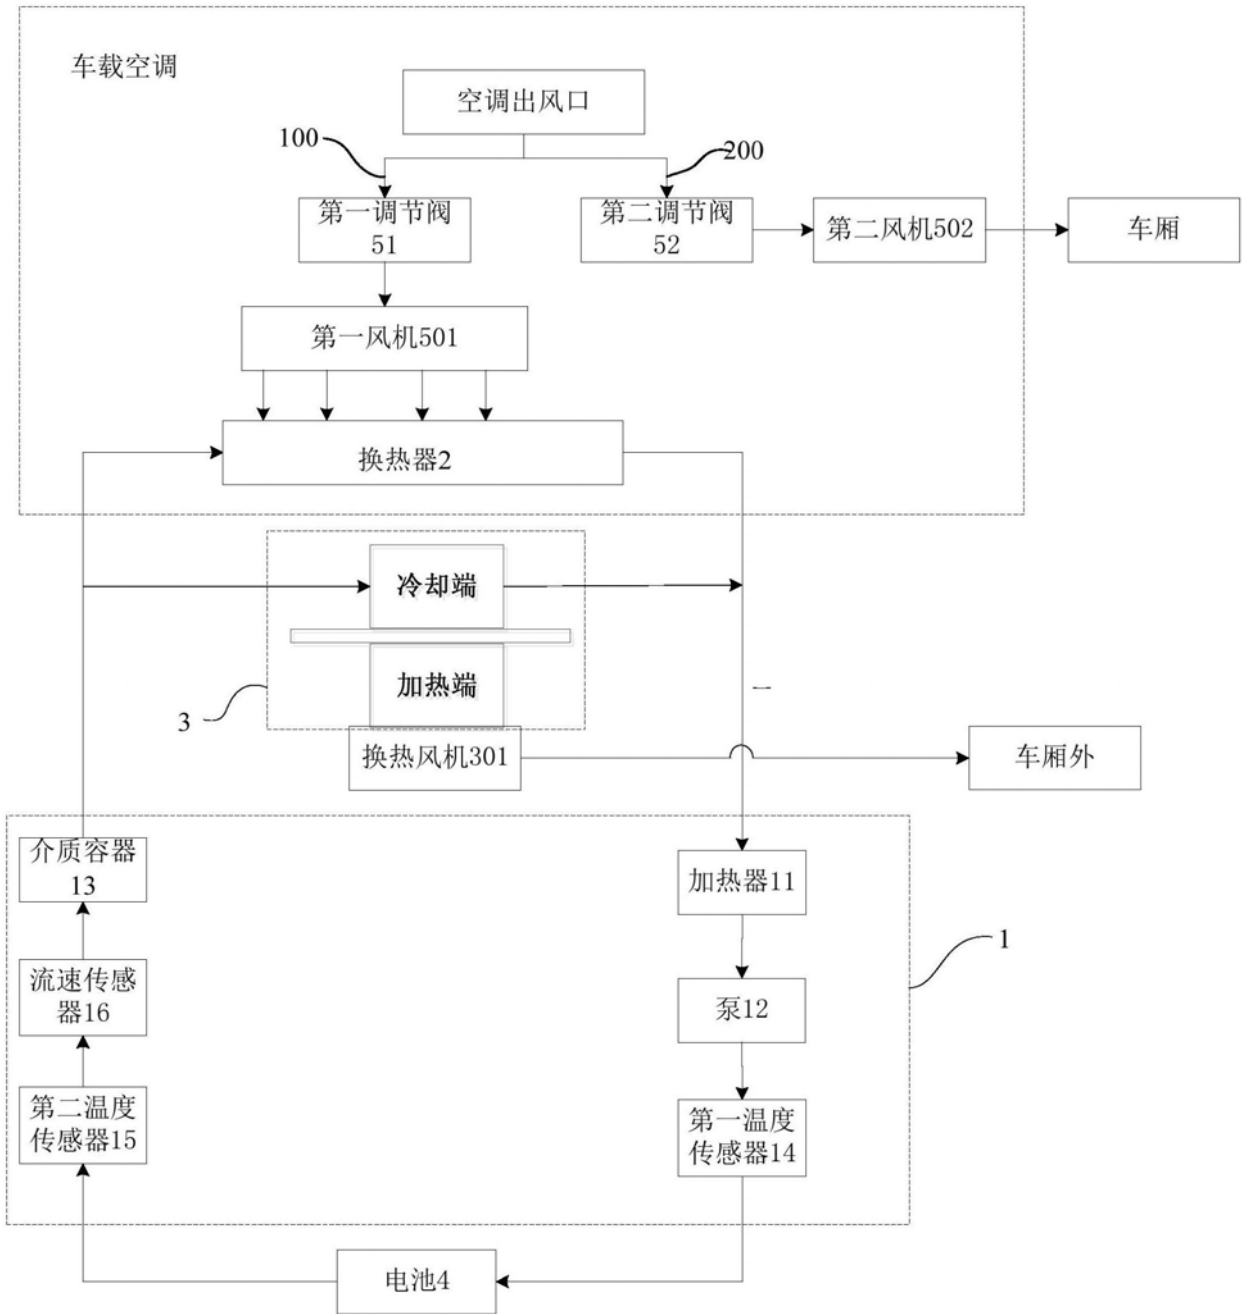 车载空调
空调出风口
100
200
第一调节阀
51
第二调节阀
52
第二风机502
车厢
第一风机501
换热器2
冷却端
加热端
3
换热风机301
车厢外
介质容器
13
加热器11
1
流速传感
器16
泵12
第二温度
传感器15
第一温度
传感器14
电池4